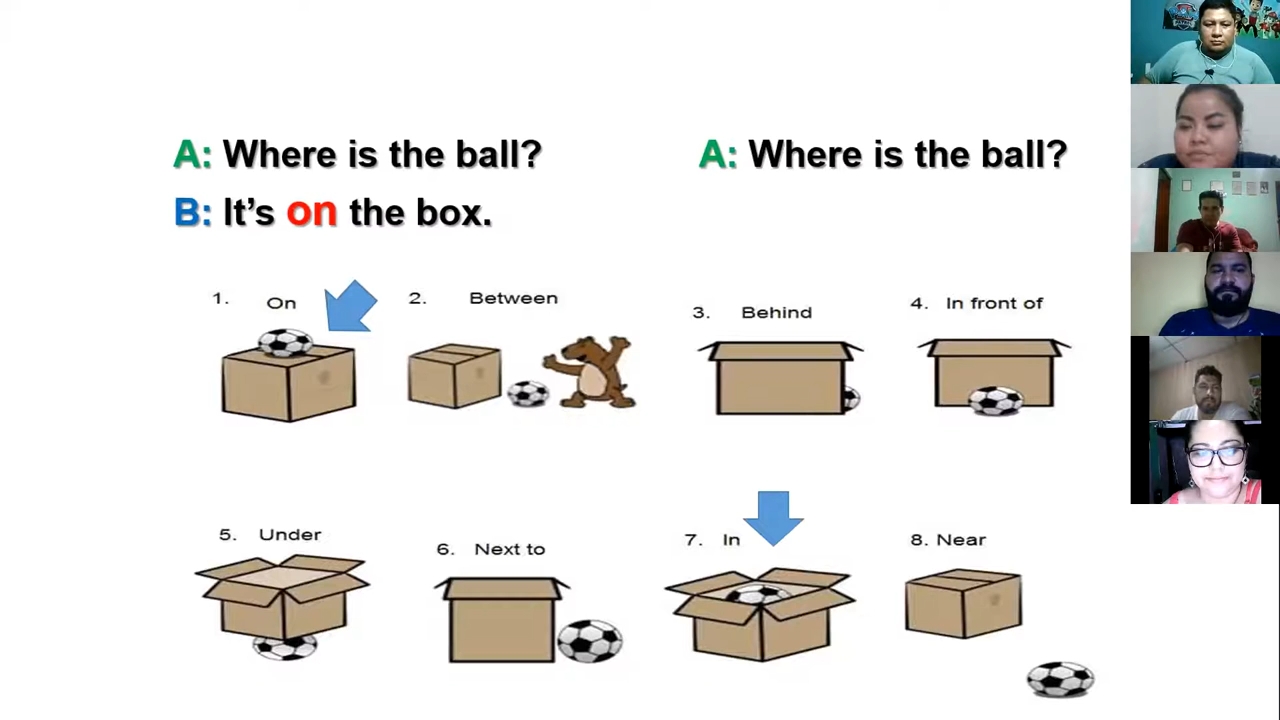 A: Where is the ball?
B: It's on the box.
A: Where is the ball?
1. On
2. Between
3. Behind
4. In front of
5. Under
6. Next to
7. In
8. Near